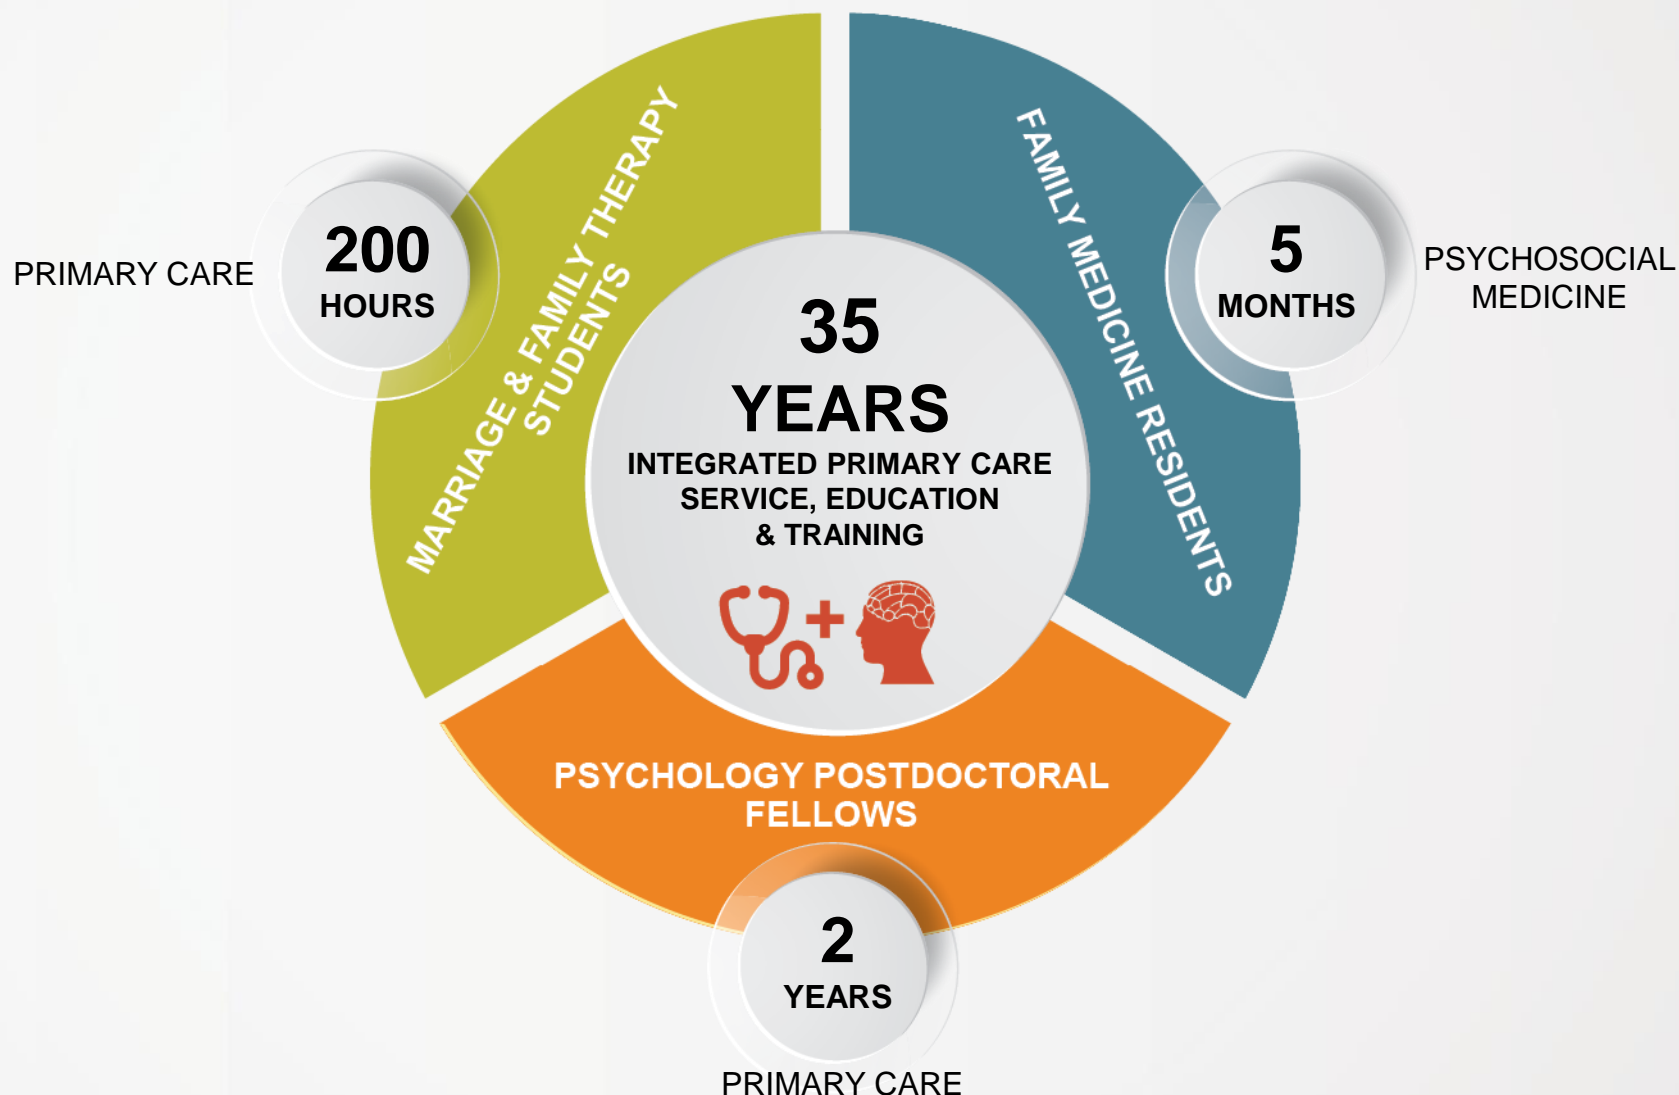 MARRIAGE & FAMILY THERAPY
STUDENTS
FAMILY MEDICINE RESIDENTS
PRIMARY CARE
200
HOURS
5
MONTHS
PSYCHOSOCIAL
MEDICINE
35
YEARS
INTEGRATED PRIMARY CARE
SERVICE, EDUCATION
& TRAINING
PSYCHOLOGY POSTDOCTORAL
FELLOWS
2
YEARS
PRIMARY CARE